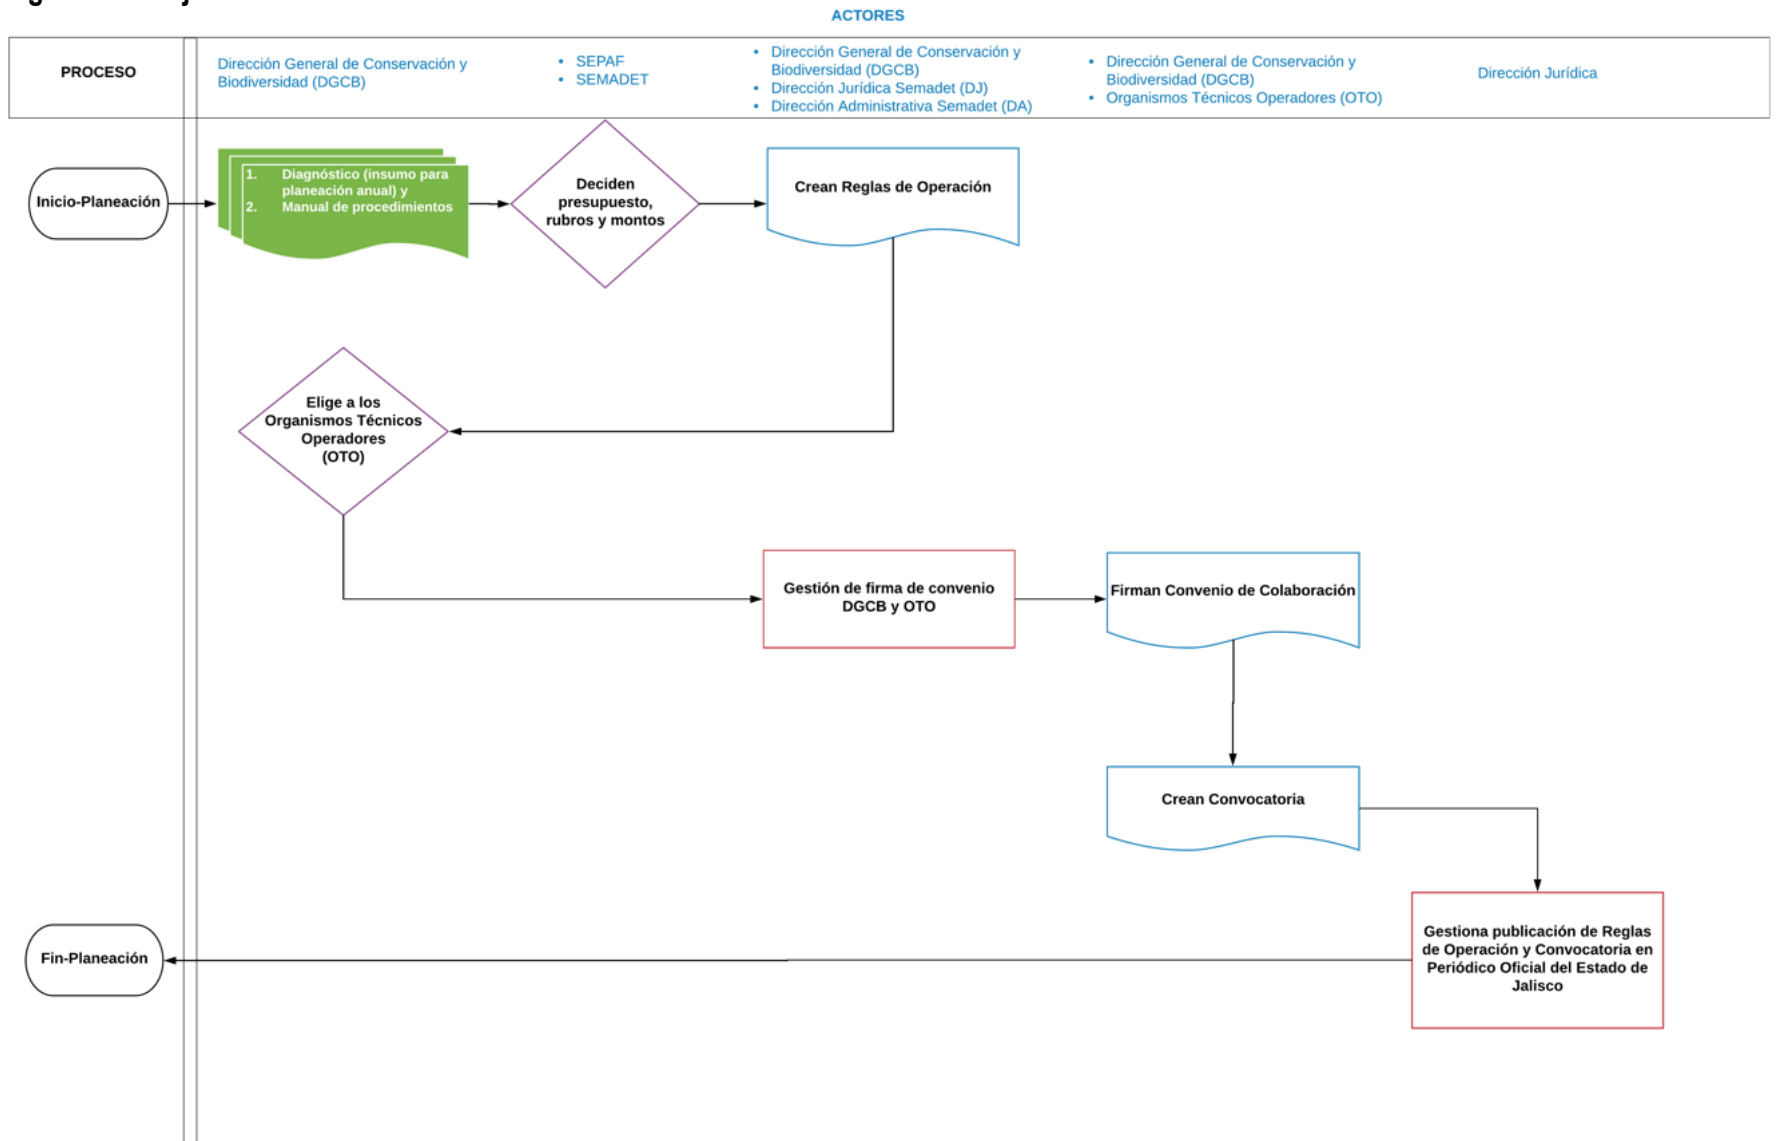 ACTORES
PROCESO
Dirección General de Conservación y
Biodiversidad (DGCB)
• SEPAF
• SEMADET
• Dirección General de Conservación y
Biodiversidad (DGCB)
• Dirección Jurídica Semadet (DJ)
• Dirección Administrativa Semadet (DA)
• Dirección General de Conservación y
Biodiversidad (DGCB)
• Organismos Técnicos Operadores (OTO)
Dirección Jurídica
Inicio-Planeación
1. Diagnóstico (insumo para
planeación anual) y
2. Manual de procedimientos
Deciden
presupuesto,
rubros y montos
Crean Reglas de Operación
Elige a los
Organismos Técnicos
Operadores
(OTO)
Gestión de firma de convenio
DGCB y OTO
Firman Convenio de Colaboración
Crean Convocatoria
Gestiona publicación de Reglas
de Operación y Convocatoria en
Periódico Oficial del Estado de
Jalisco
Fin-Planeación